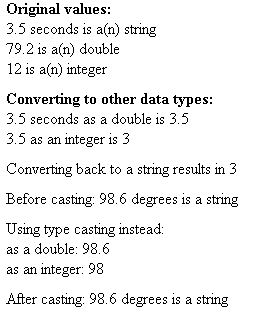 Original values:
3.5 seconds is a(n) string
79.2 is a(n) double
12 is a(n) integer
Converting to other data types:
3.5 seconds as a double is 3.5
3.5 as an integer is 3
Converting back to a string results in 3
Before casting: 98.6 degrees is a string
Using type casting instead:
as a double: 98.6
as an integer: 98
After casting: 98.6 degrees is a string